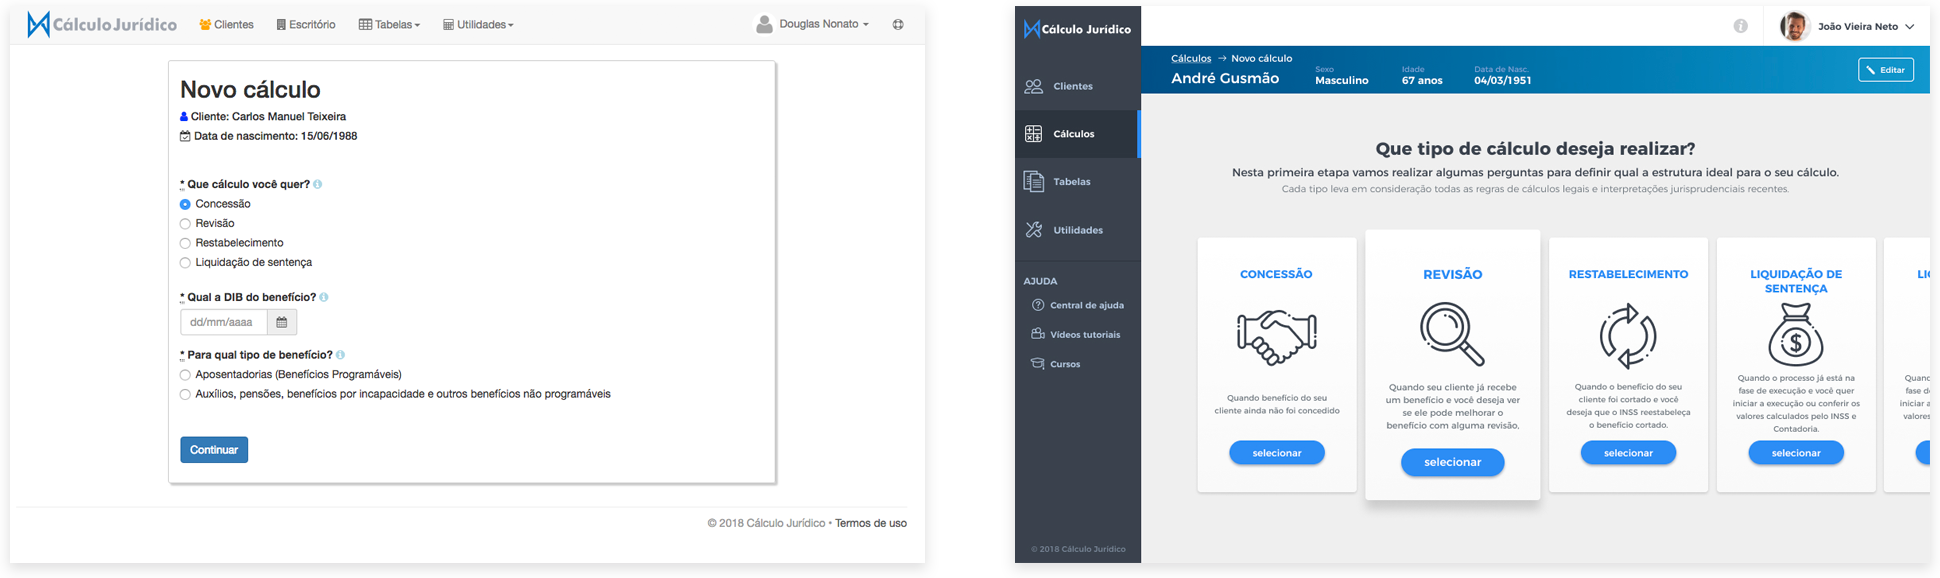 Cálculo Jurídico
Clientes
Escritório
Tabelas
Utilidades
Douglas Nonato
Novo cálculo
Cliente: Carlos Manuel Teixeira
Data de nascimento: 15/06/1988
* Que cálculo você quer?
Concessão
Revisão
Restabelecimento
Liquidação de sentença
* Qual a DIB do benefício?
dd/mm/aaaa
* Para qual tipo de benefício?
Aposentadorias (Benefícios Programáveis)
Auxílios, pensões, benefícios por incapacidade e outros benefícios não programáveis
Continuar
© 2018 Cálculo Jurídico • Termos de uso
Cálculo Jurídico
Clientes
Cálculos
Tabelas
Utilidades
AJUDA
Central de ajuda
Vídeos tutoriais
Cursos
© 2018 Cálculo Jurídico
João Vieira Neto
Cálculos → Novo cálculo
André Gusmão
Sexo
Masculino
Idade
67 anos
Data de Nasc.
04/03/1951
Editar
Que tipo de cálculo deseja realizar?
Nesta primeira etapa vamos realizar algumas perguntas para definir qual a estrutura ideal para o seu cálculo.
Cada tipo leva em consideração todas as regras de cálculos legais e interpretações jurisprudenciais recentes.
CONCESSÃO
Quando benefício do seu
cliente ainda não foi concedido
selecionar
REVISÃO
Quando seu cliente já recebe
um benefício e você deseja ver
se ele pode melhorar o
benefício com alguma revisão.
selecionar
RESTABELECIMENTO
Quando o benefício do seu
cliente foi cortado e você
deseja que o INSS reestabeleça
o benefício cortado.
selecionar
LIQUIDAÇÃO DE
SENTENÇA
Quando o processo já está na
fase de execução e você quer
iniciar a execução ou conferir os
valores calculados pelo INSS e
Contadoria.
selecionar
fase de
iniciar a
valores